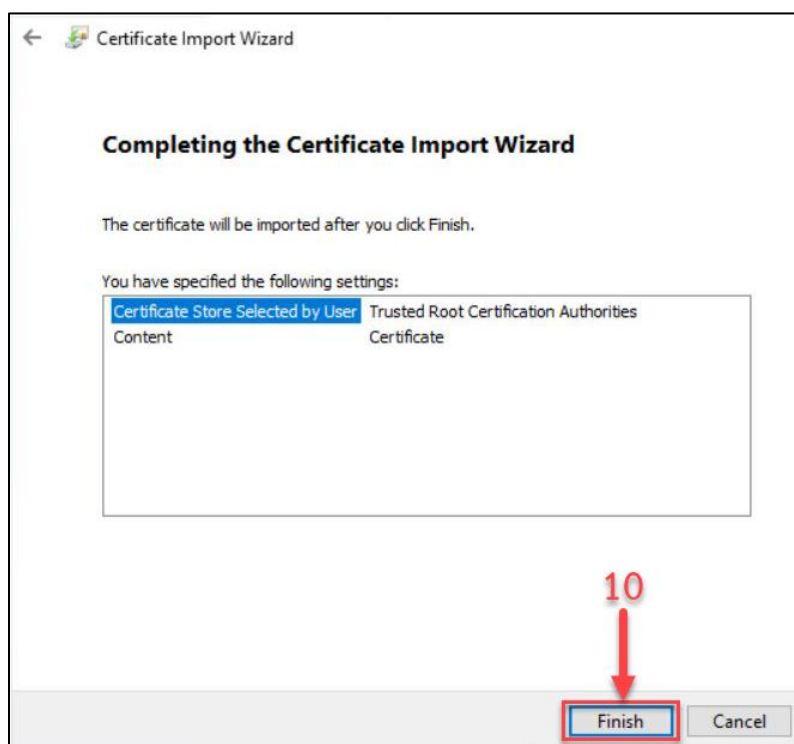 Certificate Import Wizard
Completing the Certificate Import Wizard
The certificate will be imported after you click Finish.
You have specified the following settings:
Certificate Store Selected by User Trusted Root Certification Authorities
Content Certificate
10
Finish Cancel